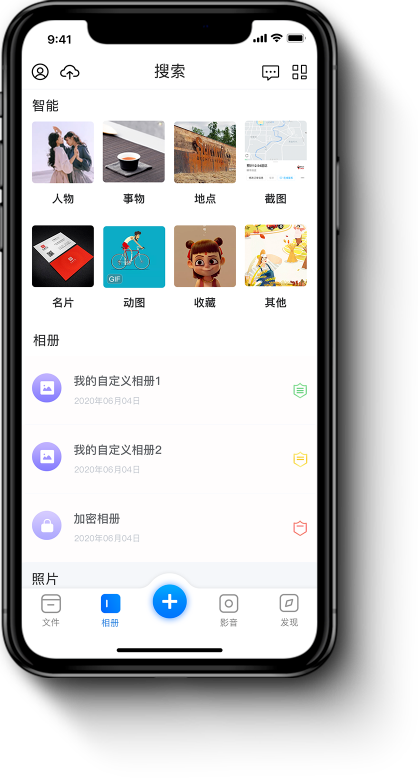 9:41
搜索
智能
人物
事物
地点
截图
名片
GIF
动图
收藏
其他
相册
我的自定义相册1
2020年06月04日
我的自定义相册2
2020年06月04日
加密相册
2020年06月04日
照片
文件
相册
影音
发现